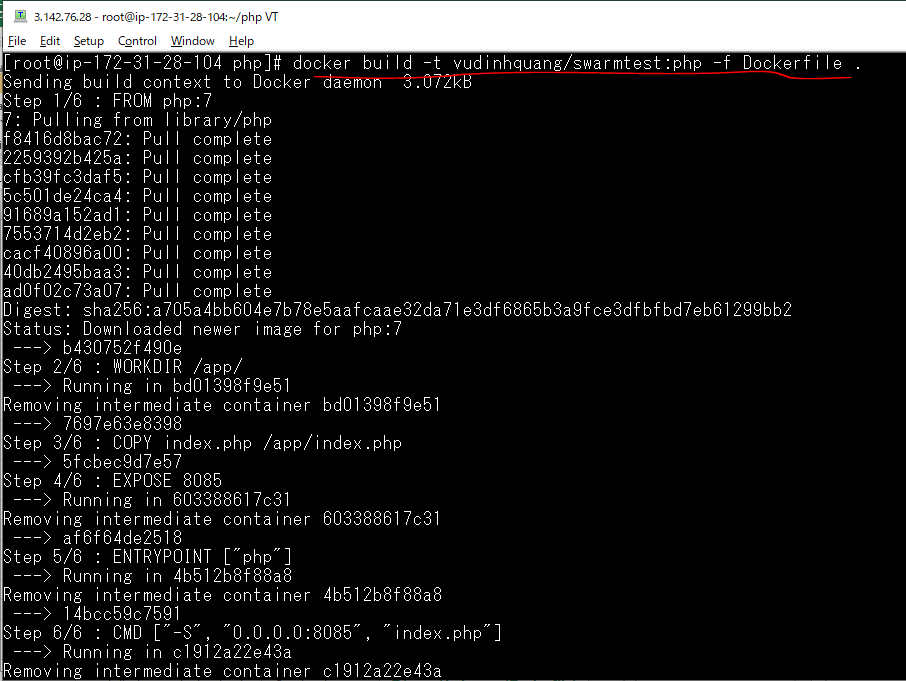 3.142.76.28 - root@ip-172-31-28-104:~/php VT
File Edit Setup Control Window Help
[root@ip-172-31-28-104 php]# docker build -t vudinhquang/swarmtest:php -f Dockerfile .
Sending build context to Docker daemon  3.072kB
Step 1/6 : FROM php:7
7: Pulling from library/php
f8416d8bac72: Pull complete
2259392b425a: Pull complete
cfb39fc3daf5: Pull complete
5c501de24ca4: Pull complete
91689a152ad1: Pull complete
7553714d2eb2: Pull complete
cacf40896a00: Pull complete
40db2495baa3: Pull complete
ad0f02c73a07: Pull complete
Digest: sha256:a705a4bb604e7b78e5aafcaae32da71e3df6865b3a9fce3dfbfbd7eb61299bb2
Status: Downloaded newer image for php:7
 ---> b430752f490e
Step 2/6 : WORKDIR /app/
 ---> Running in bd01398f9e51
Removing intermediate container bd01398f9e51
 ---> 7697e63e8398
Step 3/6 : COPY index.php /app/index.php
 ---> 5fcbec9d7e57
Step 4/6 : EXPOSE 8085
 ---> Running in 603388617c31
Removing intermediate container 603388617c31
 ---> af6f64de2518
Step 5/6 : ENTRYPOINT ["php"]
 ---> Running in 4b512b8f88a8
Removing intermediate container 4b512b8f88a8
 ---> 14bcc59c7591
Step 6/6 : CMD ["-S", "0.0.0.0:8085", "index.php"]
 ---> Running in c1912a22e43a
Removing intermediate container c1912a22e43a